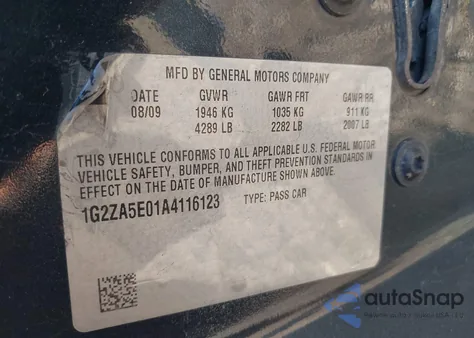 MFD BY GENERAL MOTORS COMPANY
DATE GVWR GAWR FRT GAWR RR
08/09 1946 KG 1035 KG 911 KG
4289 LB 2282 LB 2007 LB
THIS VEHICLE CONFORMS TO ALL APPLICABLE U.S. FEDERAL MOTOR
VEHICLE SAFETY, BUMPER, AND THEFT PREVENTION STANDARDS IN
EFFECT ON THE DATE OF MANUFACTURE SHOWN ABOVE.
1G2ZA5E01A4116123 TYPE: PASS CAR
autoSnap